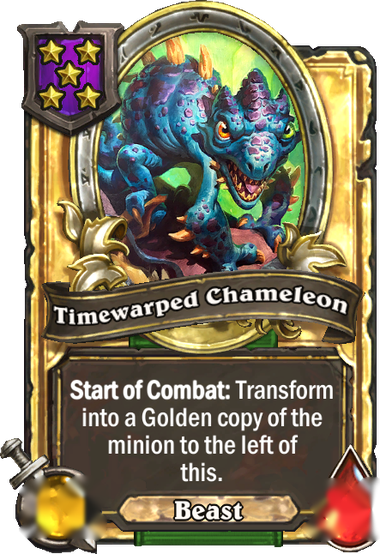 Timewarped Chameleon
Start of Combat: Transform
into a Golden copy of the
minion to the left of
this.
Beast